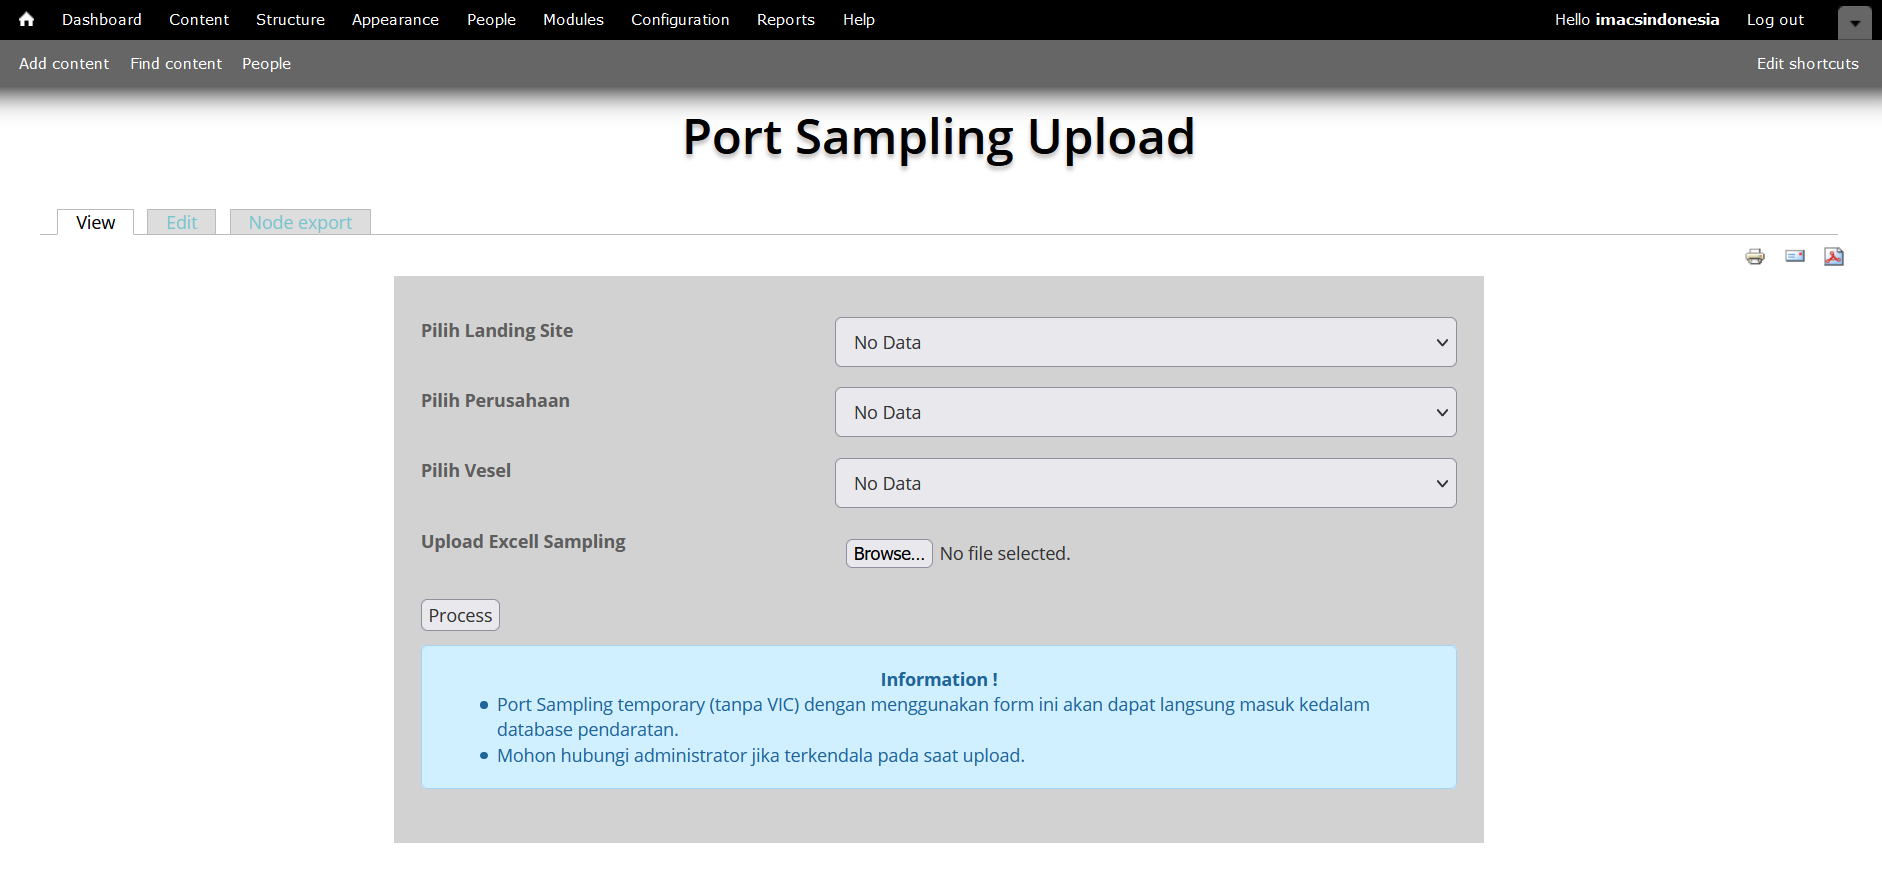 Dashboard Content Structure Appearance People Modules Configuration Reports Help Hello imacsindonesia Log out
Add content Find content People Edit shortcuts
Port Sampling Upload
View Edit Node export
Pilih Landing Site No Data
Pilih Perusahaan No Data
Pilih Vesel No Data
Upload Excell Sampling Browse... No file selected.
Process
Information !
Port Sampling temporary (tanpa VIC) dengan menggunakan form ini akan dapat langsung masuk kedalam
database pendaratan.
Mohon hubungi administrator jika terkendala pada saat upload.